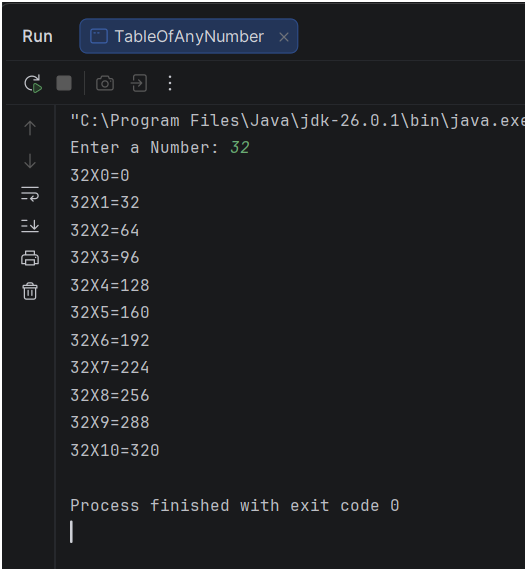 Run TableOfAnyNumber
"C:\Program Files\Java\jdk-26.0.1\bin\java.exe
Enter a Number: 32
32X0=0
32X1=32
32X2=64
32X3=96
32X4=128
32X5=160
32X6=192
32X7=224
32X8=256
32X9=288
32X10=320
Process finished with exit code 0